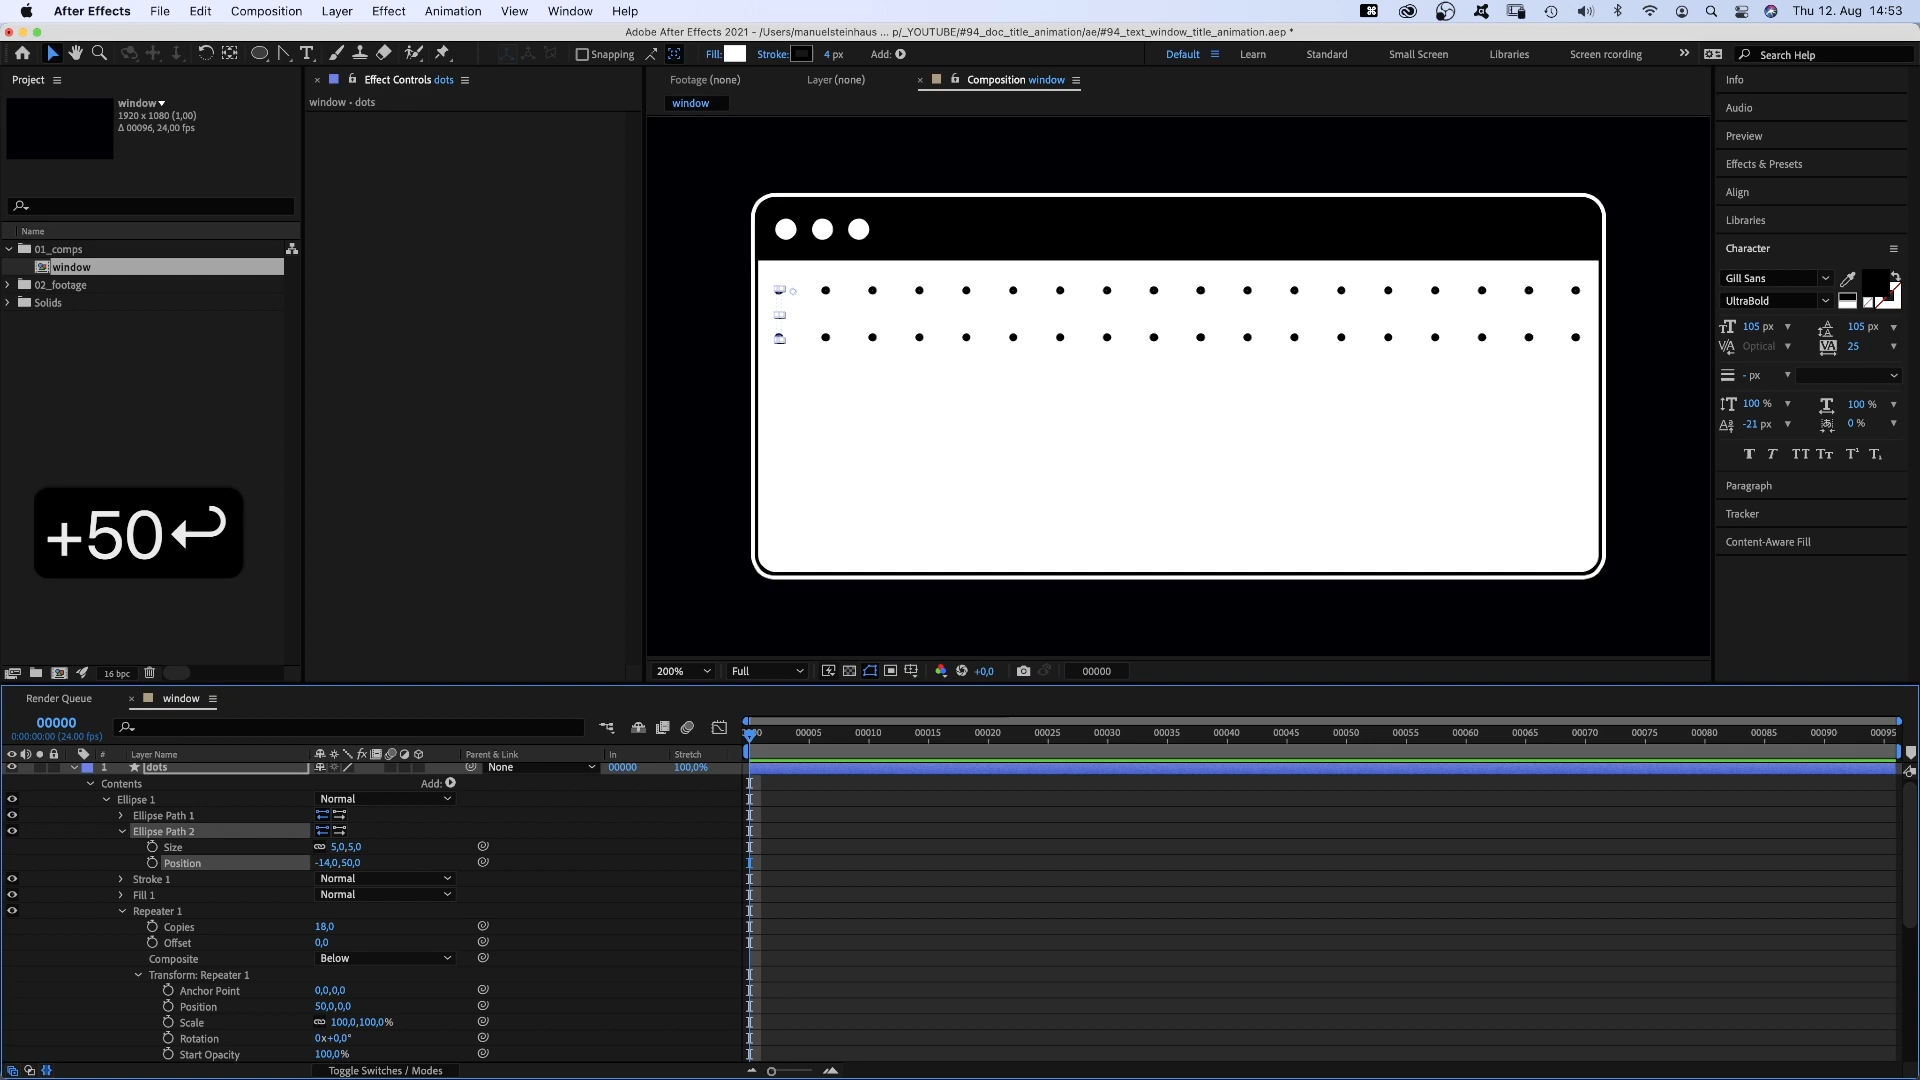 After Effects File Edit Composition Layer Effect Animation View Window Help Thu 12. Aug 14:53
Adobe After Effects 2021 - /Users/manuelsteinhaus ... p/_YOUTUBE/#94_doc_title_animation/ae/#94_text_window_title_animation.aep *
Snapping Fill: Stroke: 4 px Add: Default Learn Standard Small Screen Libraries Screen rcording Search Help
Project Effect Controls dots Footage (none) Layer (none) Composition window Info
window 1920 x 1080 (1,00) Δ 00096, 24,00 fps
window • dots
window
Audio
Preview
Effects & Presets
Align
Libraries
Character
Name
01_comps
window
02_footage
Solids
Gill Sans
UltraBold
105 px 105 px
Optical 25
- px
100 % 100 %
-21 px 0 %
T T TT Tт T¹ T₁
Paragraph
Tracker
Content-Aware Fill
+50↩
16 bpc 200% Full +0,0 00000
Render Queue window
00000
0:00:00:00 (24.00 fps)
00005 00010 00015 00020 00025 00030 00035 00040 00045 00050 00055 00060 00065 00070 00075 00080 00085 00090 00095
# Layer Name Parent & Link In Stretch
1 dots None 00000 100,0%
Contents Add:
Ellipse 1 Normal
Ellipse Path 1
Ellipse Path 2
Size 5,0,5,0
Position -14,0,50,0
Stroke 1 Normal
Fill 1 Normal
Repeater 1
Copies 18,0
Offset 0,0
Composite Below
Transform: Repeater 1
Anchor Point 0,0,0,0
Position 50,0,0,0
Scale 100,0,100,0%
Rotation 0x+0,0°
Start Opacity 100,0%
Toggle Switches / Modes